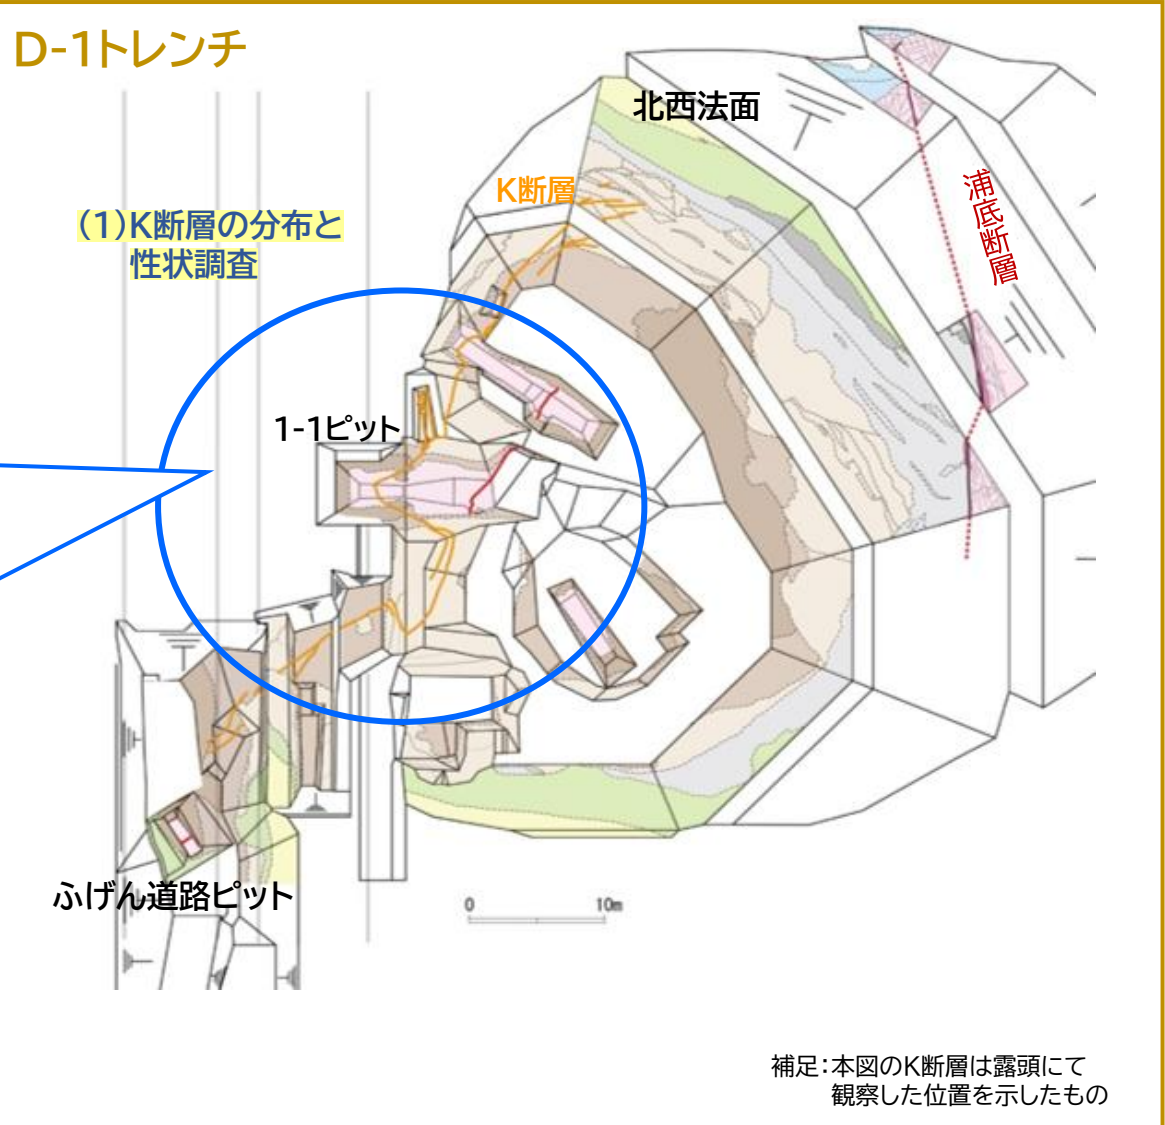 D-1トレンチ
北西法面
K断層
浦底断層
(1)K断層の分布と
性状調査
1-1ピット
ふげん道路ピット
0 10m
補足:本図のK断層は露頭にて
観察した位置を示したもの